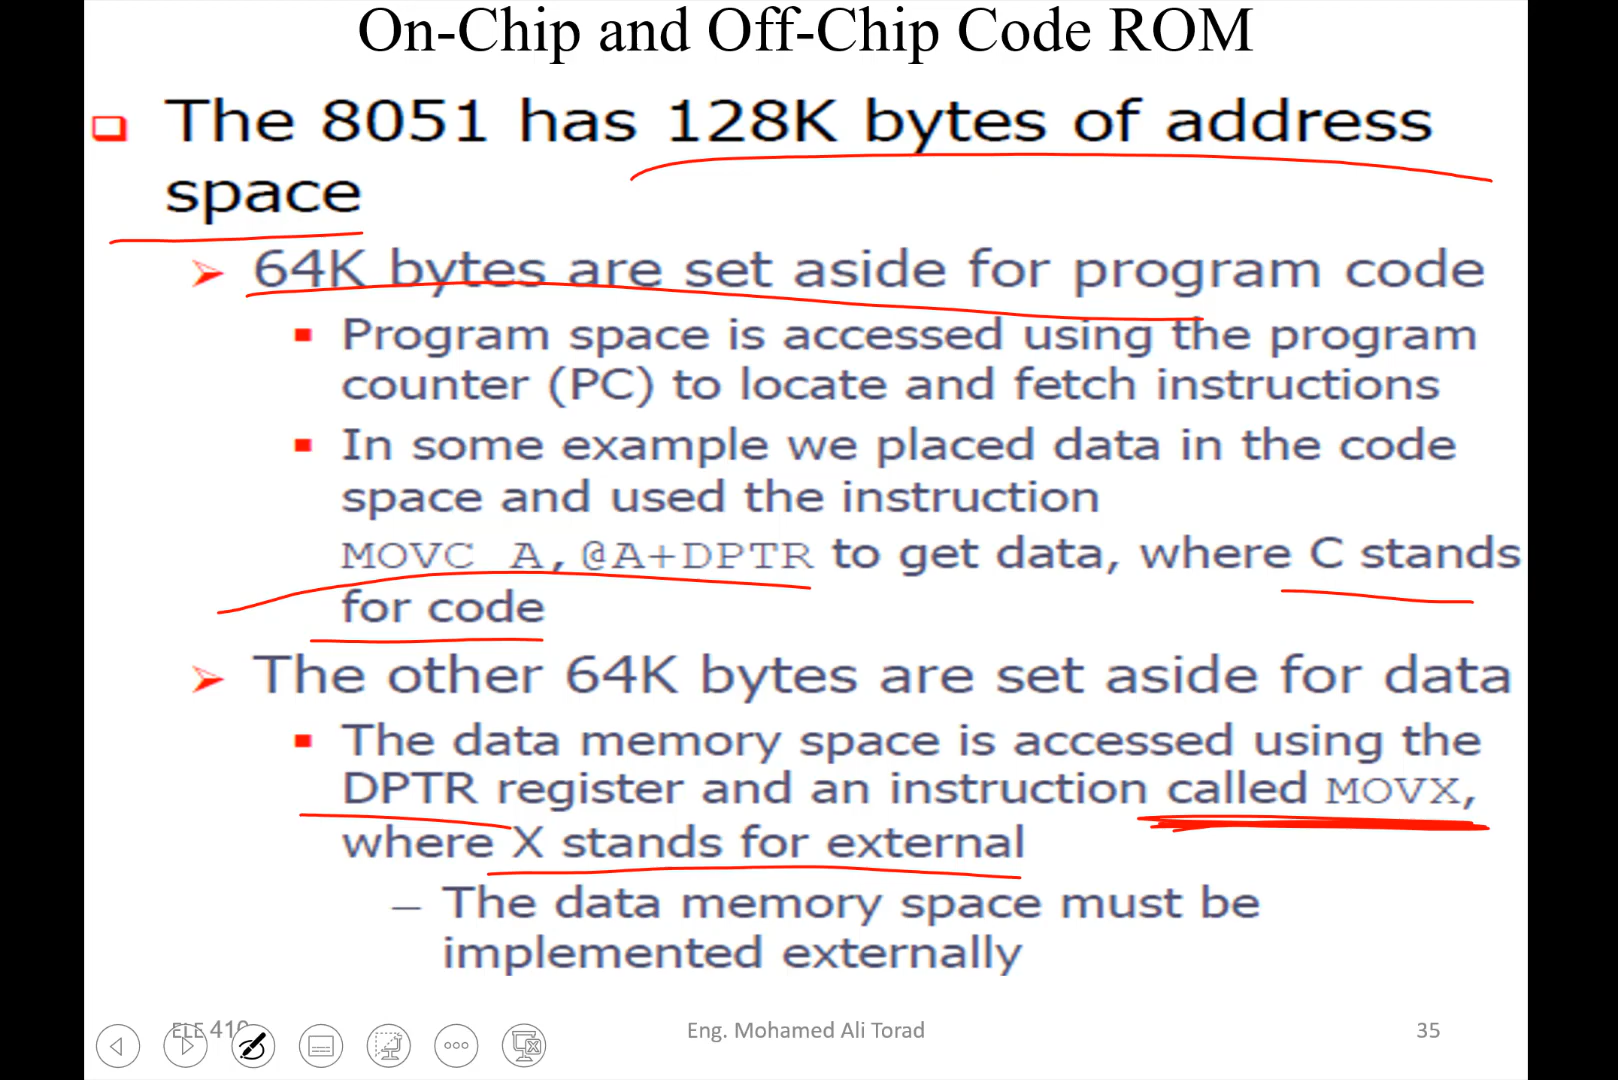 On-Chip and Off-Chip Code ROM
The 8051 has 128K bytes of address
space
64K bytes are set aside for program code
Program space is accessed using the program
counter (PC) to locate and fetch instructions
In some example we placed data in the code
space and used the instruction
MOVC A,@A+DPTR to get data, where C stands
for code
The other 64K bytes are set aside for data
The data memory space is accessed using the
DPTR register and an instruction called MOVX,
where X stands for external
– The data memory space must be
implemented externally
ELE 410
Eng. Mohamed Ali Torad
35